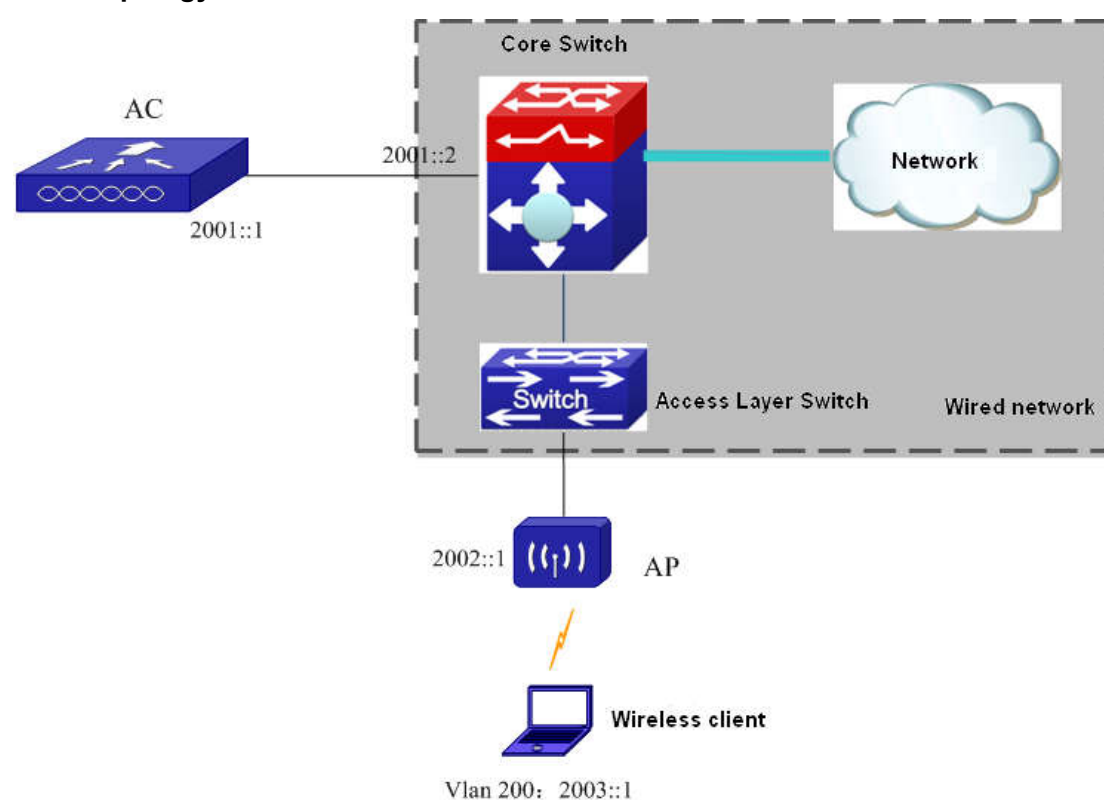 Core Switch
AC
2001::2
Network
2001::1
Switch
Access Layer Switch
Wired network
2002::1
AP
Wireless client
Vlan 200：2003::1